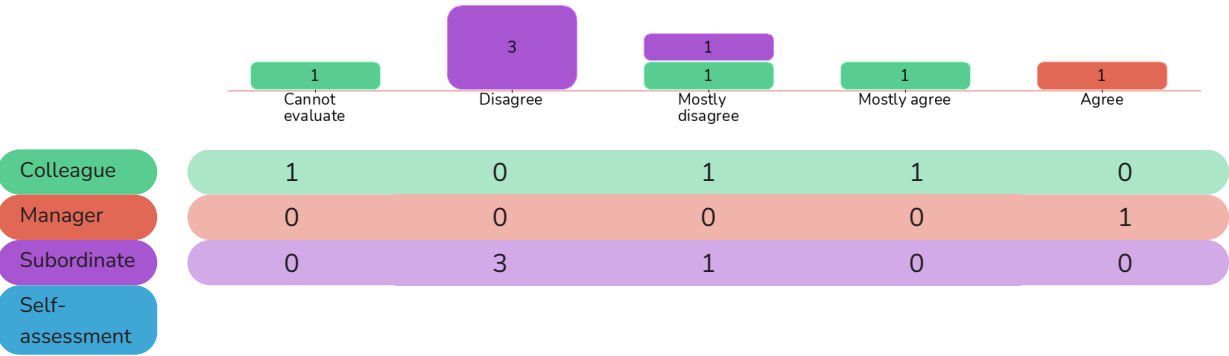 3
1
1
1
1
1
Cannot
evaluate
Disagree
Mostly
disagree
Mostly agree
Agree
Colleague 1 0 1 1 0
Manager 0 0 0 0 1
Subordinate 0 3 1 0 0
Self-
assessment